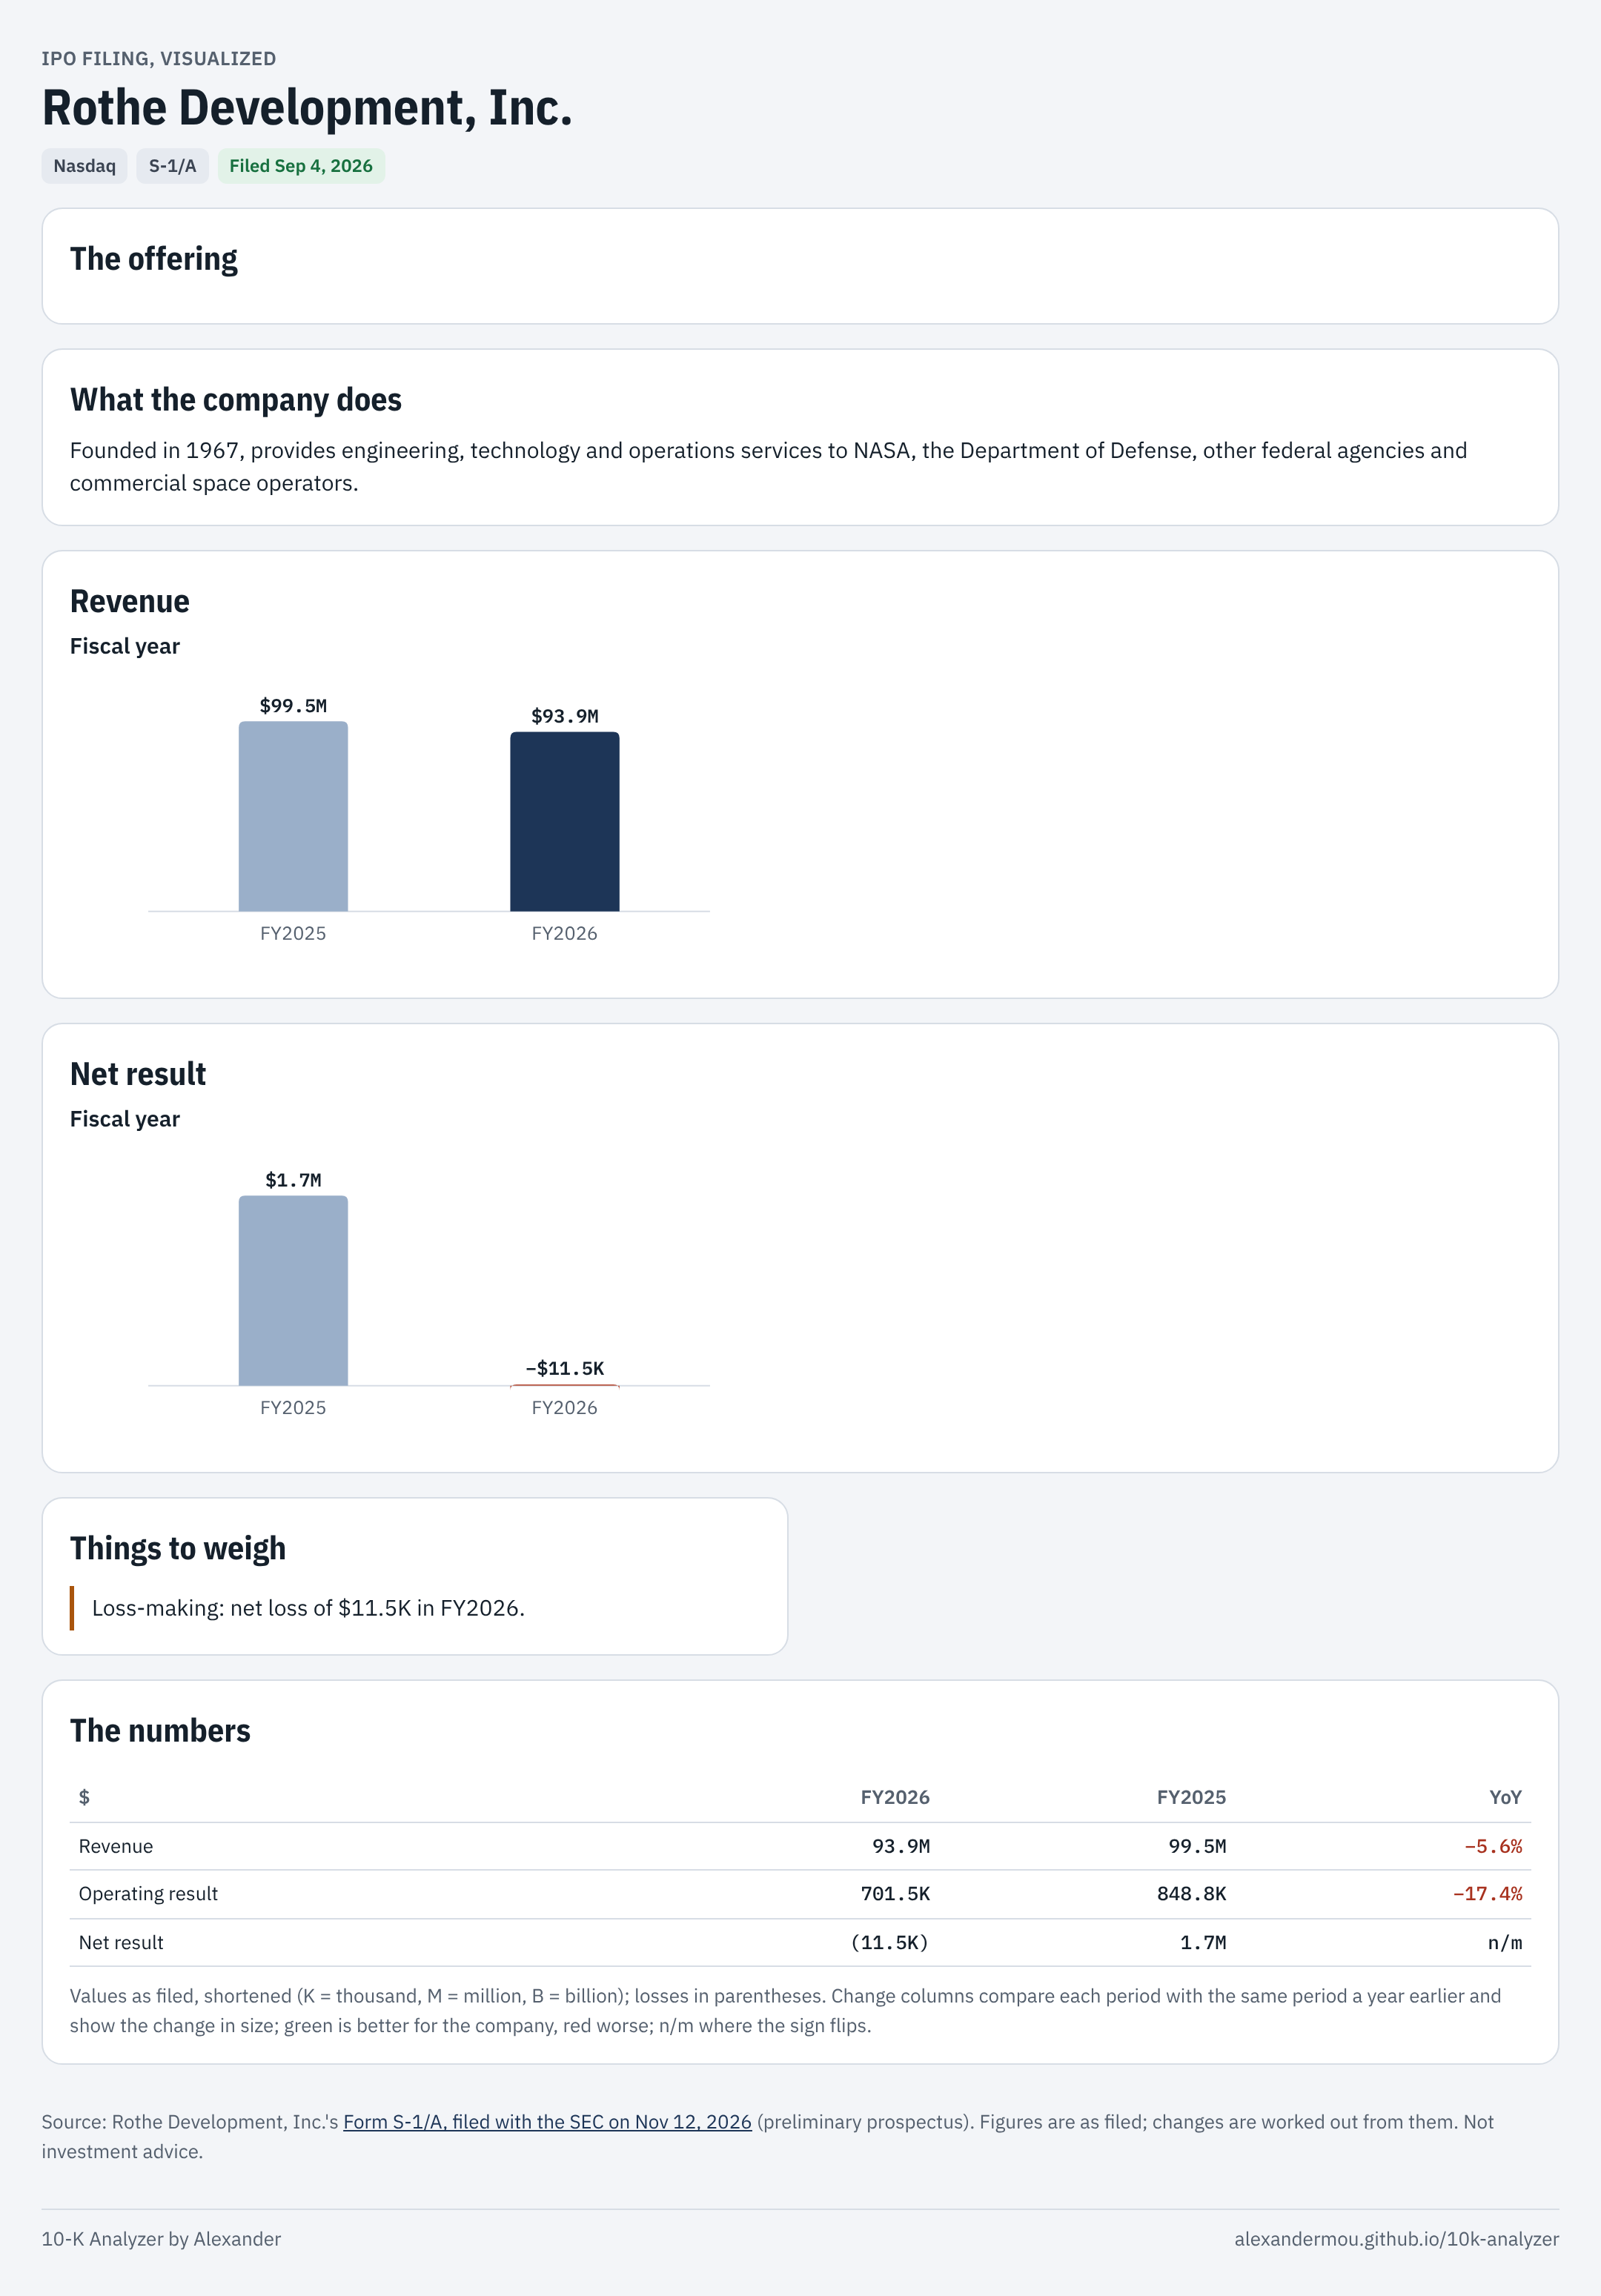 IPO FILING, VISUALIZED
Rothe Development, Inc.
Nasdaq S-1/A Filed Sep 4, 2026
The offering
What the company does
Founded in 1967, provides engineering, technology and operations services to NASA, the Department of Defense, other federal agencies and
commercial space operators.
Revenue
Fiscal year
$99.5M $93.9M
FY2025 FY2026
Net result
Fiscal year
$1.7M
−$11.5K
FY2025 FY2026
Things to weigh
Loss-making: net loss of $11.5K in FY2026.
The numbers
$ FY2026 FY2025 YoY
Revenue 93.9M 99.5M −5.6%
Operating result 701.5K 848.8K −17.4%
Net result (11.5K) 1.7M n/m
Values as filed, shortened (K = thousand, M = million, B = billion); losses in parentheses. Change columns compare each period with the same period a year earlier and
show the change in size; green is better for the company, red worse; n/m where the sign flips.
Source: Rothe Development, Inc.'s Form S-1/A, filed with the SEC on Nov 12, 2026 (preliminary prospectus). Figures are as filed; changes are worked out from them. Not
investment advice.
10-K Analyzer by Alexander alexandermou.github.io/10k-analyzer